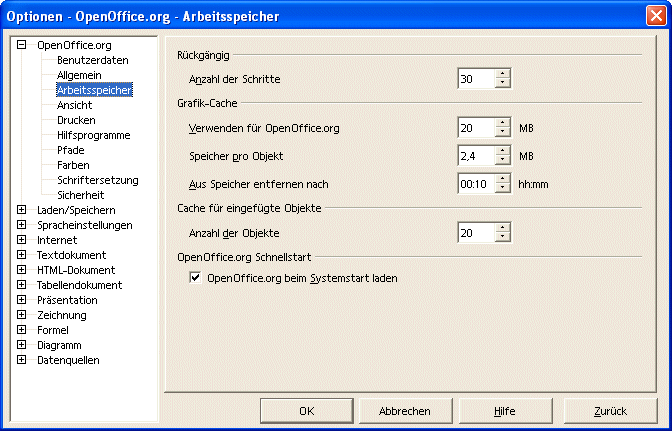 Optionen - OpenOffice.org - Arbeitsspeicher
OpenOffice.org
Benutzerdaten
Allgemein
Arbeitsspeicher
Ansicht
Drucken
Hilfsprogramme
Pfade
Farben
Schriftersetzung
Sicherheit
Laden/Speichern
Spracheinstellungen
Internet
Textdokument
HTML-Dokument
Tabellendokument
Präsentation
Zeichnung
Formel
Diagramm
Datenquellen
Rückgängig
Anzahl der Schritte 30
Grafik-Cache
Verwenden für OpenOffice.org 20 MB
Speicher pro Objekt 2,4 MB
Aus Speicher entfernen nach 00:10 hh:mm
Cache für eingefügte Objekte
Anzahl der Objekte 20
OpenOffice.org Schnellstart
OpenOffice.org beim Systemstart laden
OK Abbrechen Hilfe Zurück